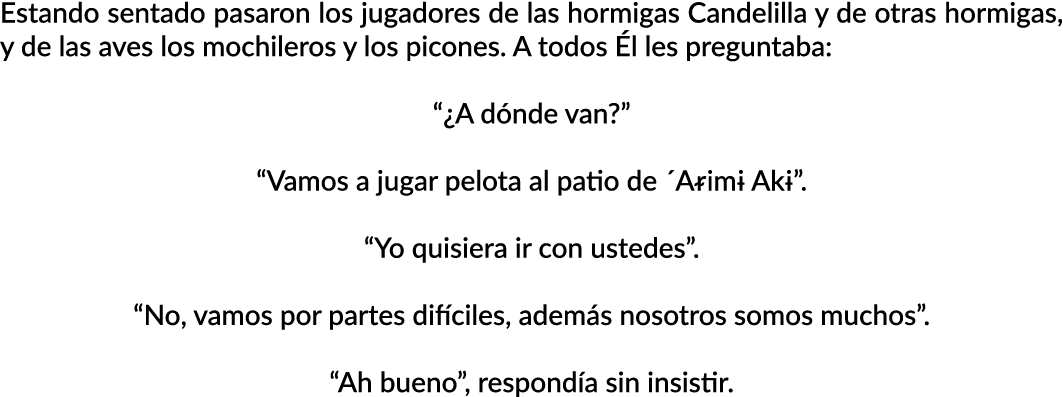 Estando sentado pasaron los jugadores de las hormigas Candelilla y de otras hormigas,
y de las aves los mochileros y los picones. A todos Él les preguntaba:
“¿A dónde van?”
“Vamos a jugar pelota al patio de ´Aɍimɨ Akɨ”.
“Yo quisiera ir con ustedes”.
“No, vamos por partes difíciles, además nosotros somos muchos”.
“Ah bueno”, respondía sin insistir.